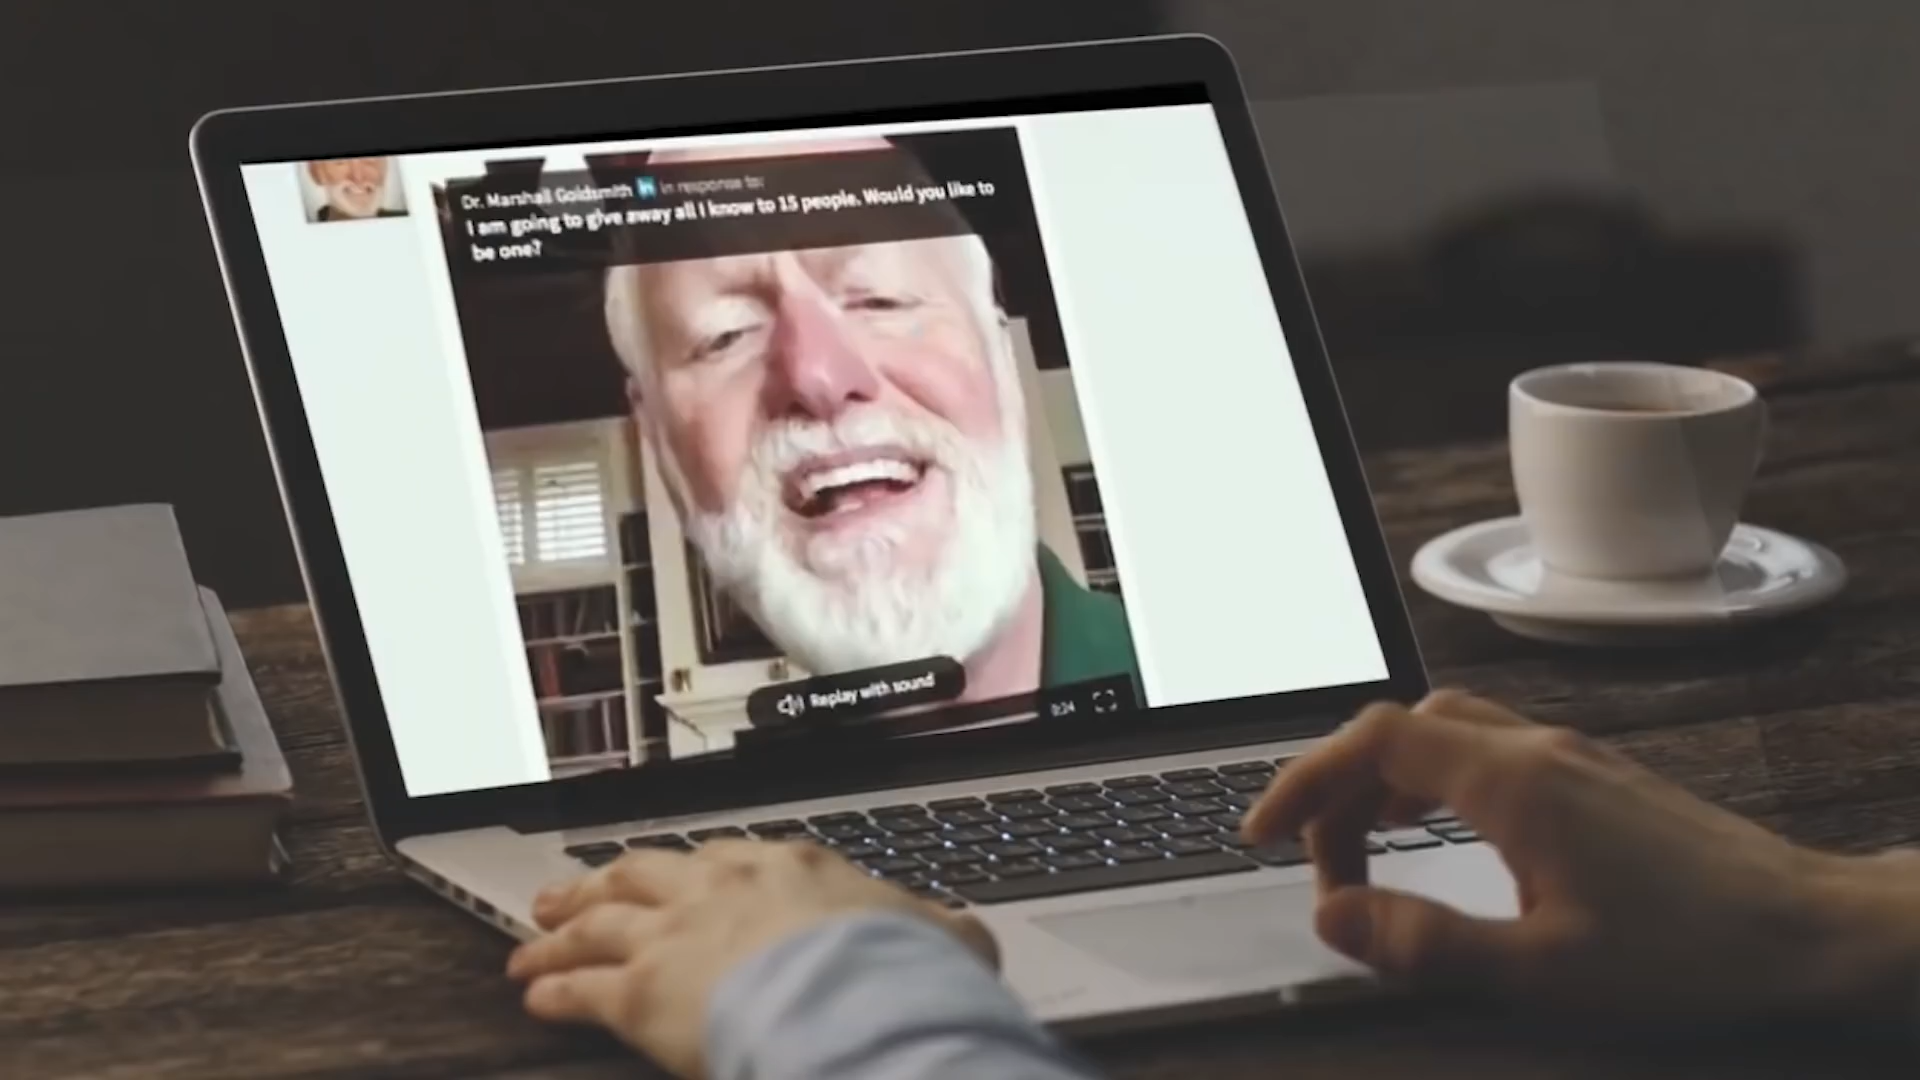 Dr. Marshall Goldsmith in in response to:
I am going to give away all I know to 15 people. Would you like to
be one?
Replay with sound
0:24